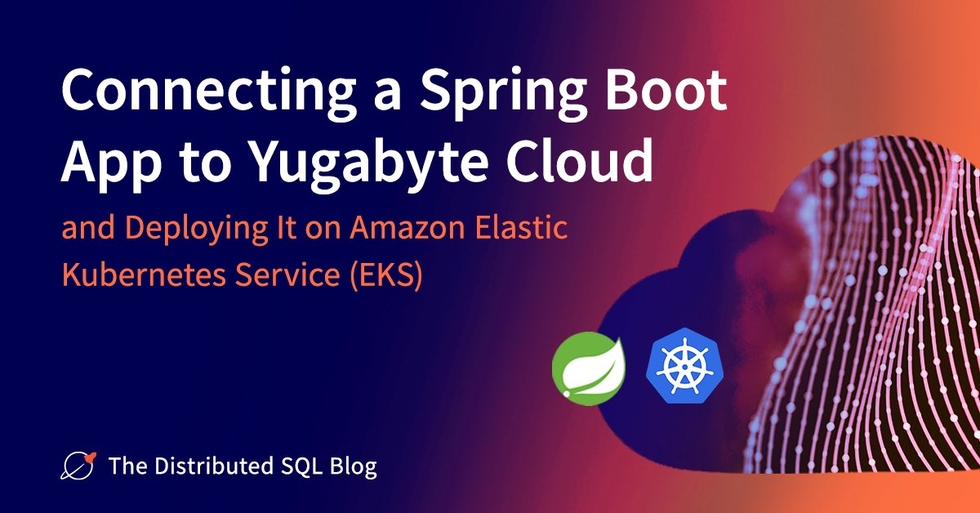 Connecting a Spring Boot
App to Yugabyte Cloud
and Deploying It on Amazon Elastic
Kubernetes Service (EKS)
The Distributed SQL Blog